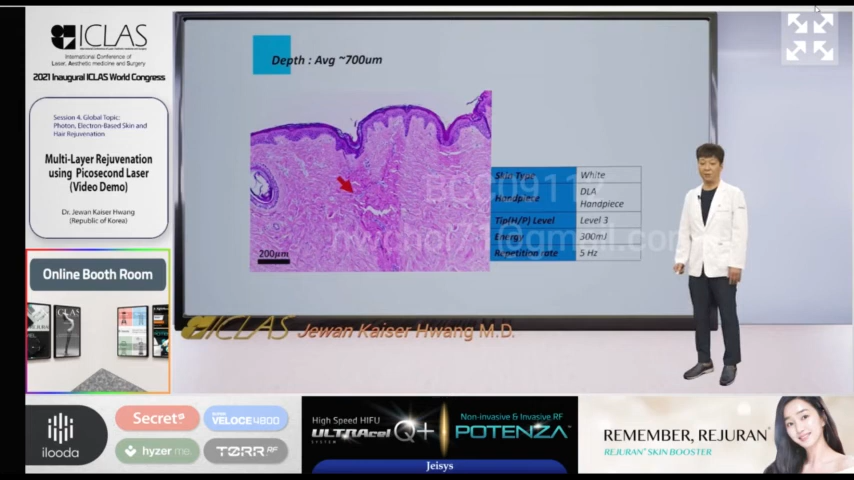 ICLAS
International Conference of
Laser, Aesthetic medicine and Surgery
2021 Inaugural ICLAS World Congress
Session 4. Global Topic:
Photon, Electron-Based Skin and
Hair Rejuvenation
Multi-Layer Rejuvenation
using Picosecond Laser
(Video Demo)
Dr. Jewan Kaiser Hwang
(Republic of Korea)
Online Booth Room
Depth : Avg ~700um
200μm
Skin Type White
Handpiece DLA Handpiece
Tip(H/P) Level Level 3
Energy 300mJ
Repetition rate 5 Hz
ICLAS Jewan Kaiser Hwang M.D.
ilooda
Secret
VELOCE 4800
hyzer me.
TORR RF
High Speed HIFU
ULTRAcel Q+
SYSTEM
Non-invasive & Invasive RF
POTENZA
Jeisys
REMEMBER, REJURAN
REJURAN SKIN BOOSTER